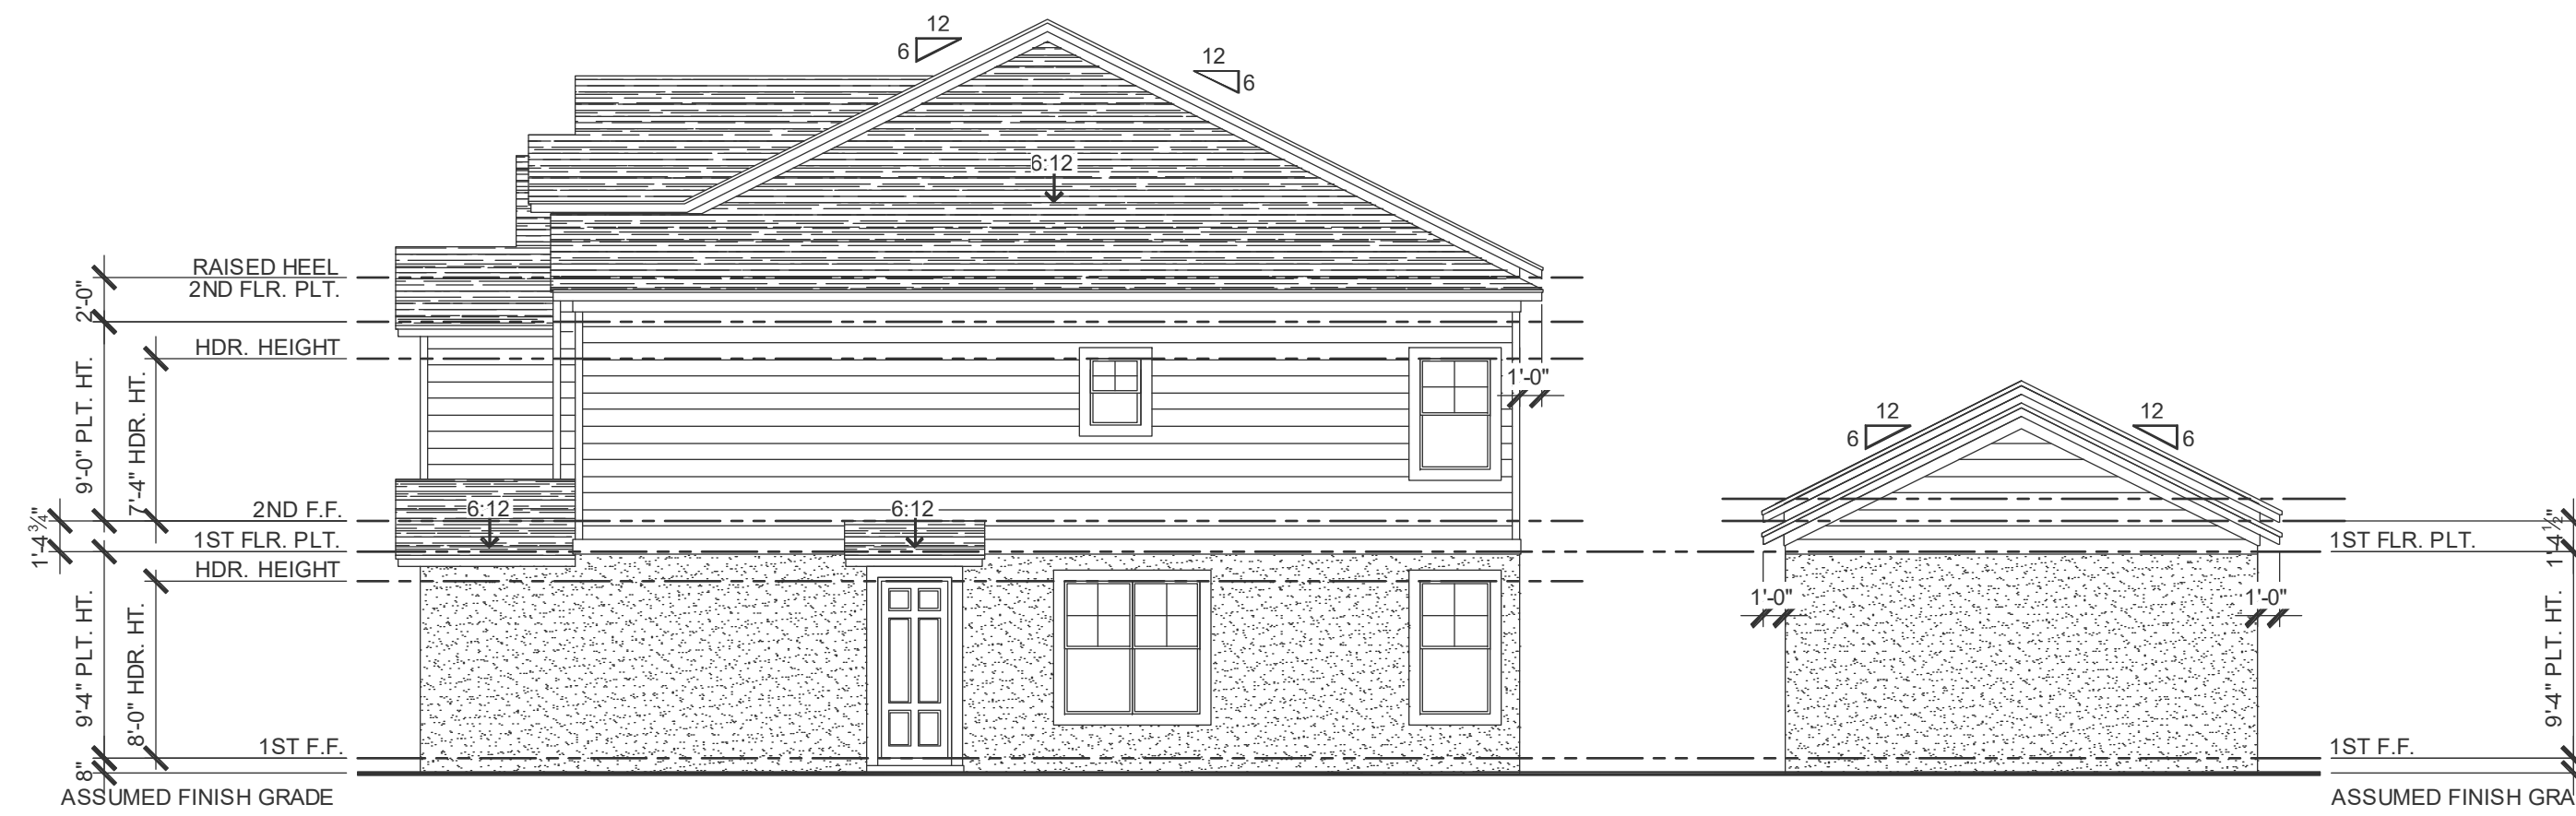 12
6
12
6
6:12
RAISED HEEL
2ND FLR. PLT.
2'-0"
HDR. HEIGHT
9'-0" PLT. HT.
7'-4" HDR. HT.
1'-0"
12
6
12
6
6:12
6:12
2ND F.F.
1'-4 ¾"
1ST FLR. PLT.
HDR. HEIGHT
1ST FLR. PLT.
1'-4 ½"
1'-0"
1'-0"
9'-4" PLT. HT.
8'-0" HDR. HT.
9'-4" PLT. HT.
1ST F.F.
1ST F.F.
8"
ASSUMED FINISH GRADE
ASSUMED FINISH GRA